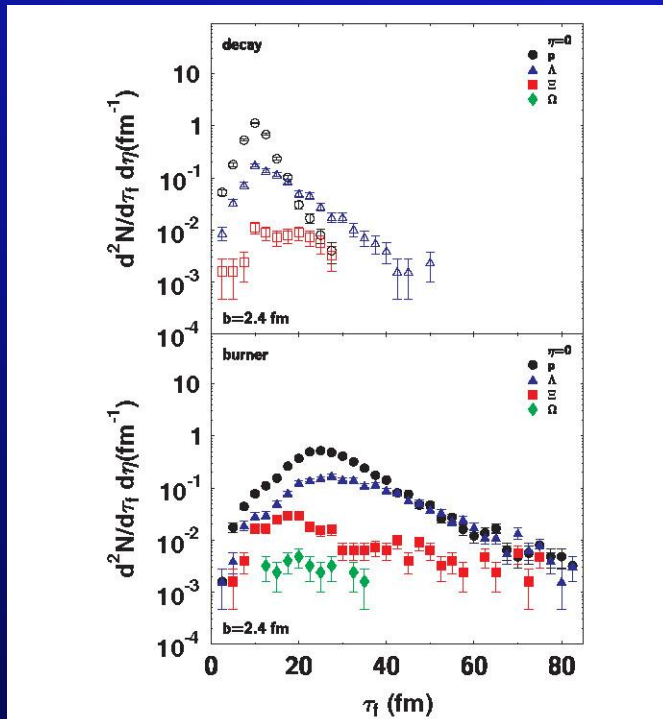 decay
η=0
p
Λ
Ξ
Ω
10
1
10⁻¹
10⁻²
10⁻³
10⁻⁴
d²N/dτf dη(fm⁻¹)
b=2.4 fm
burner
η=0
p
Λ
Ξ
Ω
10
1
10⁻¹
10⁻²
10⁻³
10⁻⁴
d²N/dτf dη(fm⁻¹)
b=2.4 fm
0 20 40 60 80
τf (fm)